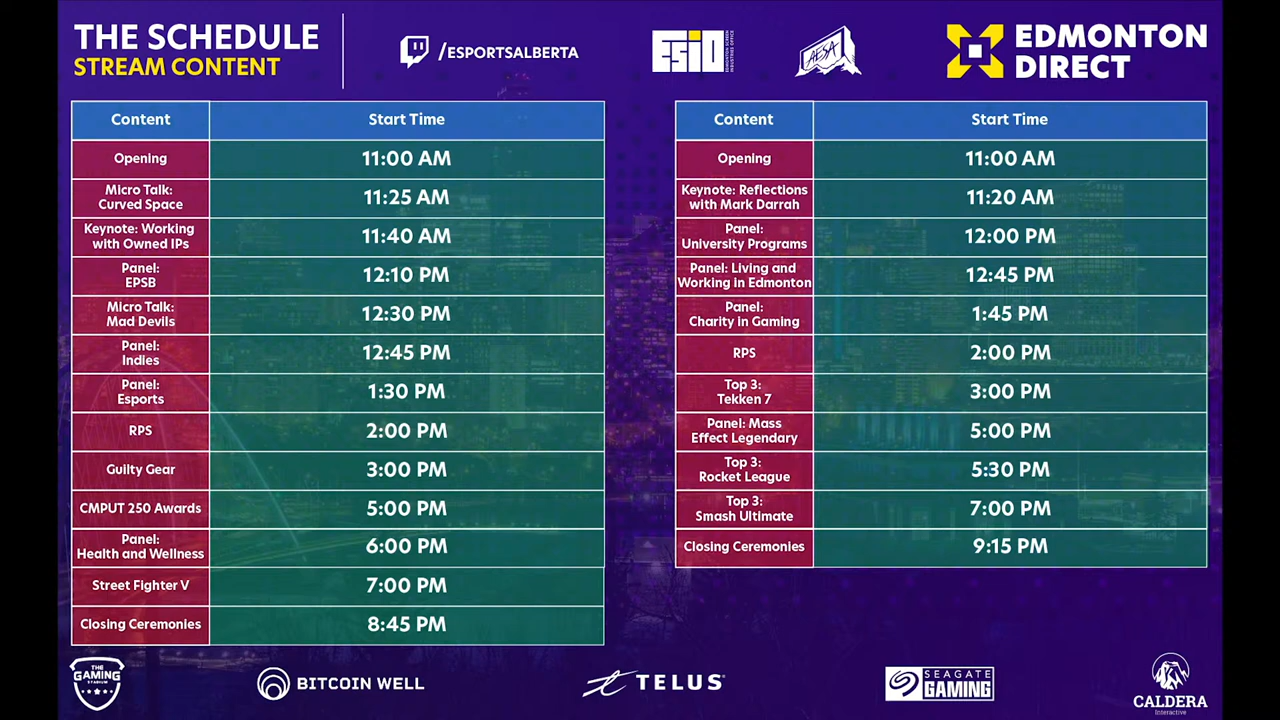 THE SCHEDULE
STREAM CONTENT
/ESPORTSALBERTA
ESIO
EDMONTON SCREEN
INDUSTRIES OFFICE
AESA
EDMONTON
DIRECT
Content Start Time
Opening 11:00 AM
Micro Talk:
Curved Space 11:25 AM
Keynote: Working
with Owned IPs 11:40 AM
Panel:
EPSB 12:10 PM
Micro Talk:
Mad Devils 12:30 PM
Panel:
Indies 12:45 PM
Panel:
Esports 1:30 PM
RPS 2:00 PM
Guilty Gear 3:00 PM
CMPUT 250 Awards 5:00 PM
Panel:
Health and Wellness 6:00 PM
Street Fighter V 7:00 PM
Closing Ceremonies 8:45 PM
Content Start Time
Opening 11:00 AM
Keynote: Reflections
with Mark Darrah 11:20 AM
Panel:
University Programs 12:00 PM
Panel: Living and
Working in Edmonton 12:45 PM
Panel:
Charity in Gaming 1:45 PM
RPS 2:00 PM
Top 3:
Tekken 7 3:00 PM
Panel: Mass
Effect Legendary 5:00 PM
Top 3:
Rocket League 5:30 PM
Top 3:
Smash Ultimate 7:00 PM
Closing Ceremonies 9:15 PM
THE
GAMING
STADIUM
BITCOIN WELL
TELUS®
SEAGATE
GAMING
CALDERA
Interactive